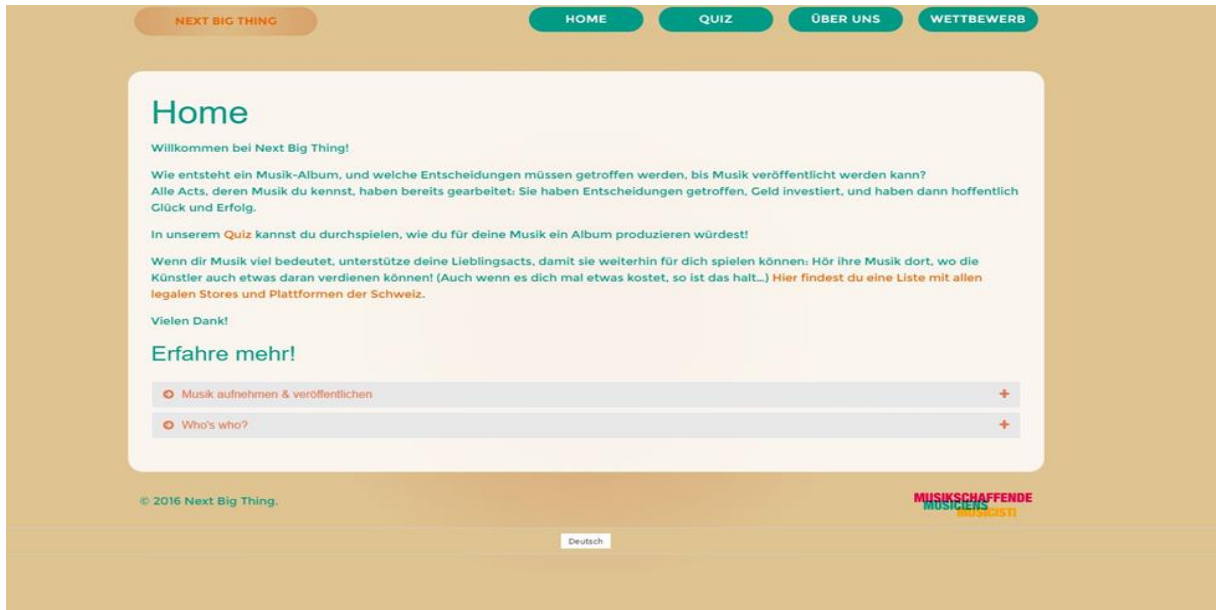 NEXT BIG THING
HOME
QUIZ
ÜBER UNS
WETTBEWERB
Home
Willkommen bei Next Big Thing!
Wie entsteht ein Musik-Album, und welche Entscheidungen müssen getroffen werden, bis Musik veröffentlicht werden kann?
Alle Acts, deren Musik du kennst, haben bereits gearbeitet: Sie haben Entscheidungen getroffen, Geld investiert, und haben dann hoffentlich
Glück und Erfolg.
In unserem Quiz kannst du durchspielen, wie du für deine Musik ein Album produzieren würdest!
Wenn dir Musik viel bedeutet, unterstütze deine Lieblingsacts, damit sie weiterhin für dich spielen können: Hör ihre Musik dort, wo die
Künstler auch etwas daran verdienen können! (Auch wenn es dich mal etwas kostet, so ist das halt...) Hier findest du eine Liste mit allen
legalen Stores und Plattformen der Schweiz.
Vielen Dank!
Erfahre mehr!
Musik aufnehmen & veröffentlichen
Who's who?
© 2016 Next Big Thing.
MUSIKSCHAFFENDE
MUSICIENS
MUSICISTI
Deutsch